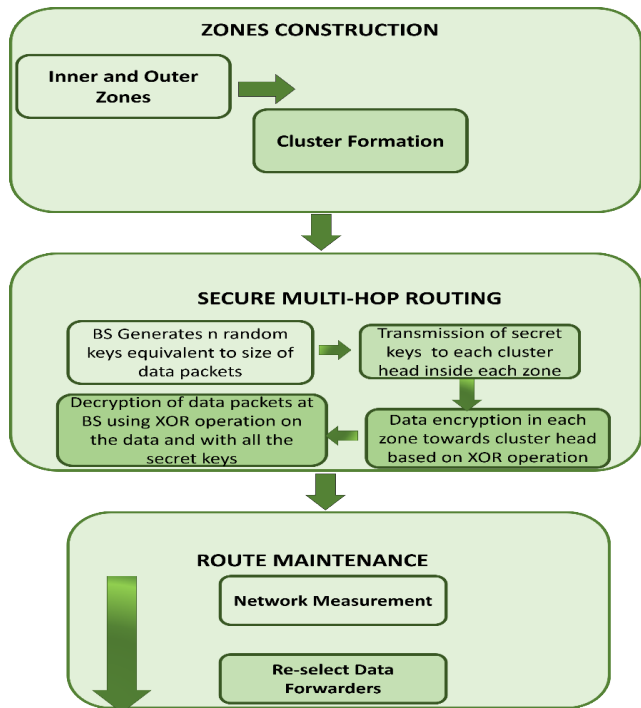 ZONES CONSTRUCTION
Inner and Outer
Zones
Cluster Formation
SECURE MULTI-HOP ROUTING
BS Generates n random
keys equivalent to size of
data packets
Transmission of secret
keys to each cluster
head inside each zone
Decryption of data packets at
BS using XOR operation on
the data and with all the
secret keys
Data encryption in each
zone towards cluster head
based on XOR operation
ROUTE MAINTENANCE
Network Measurement
Re-select Data
Forwarders